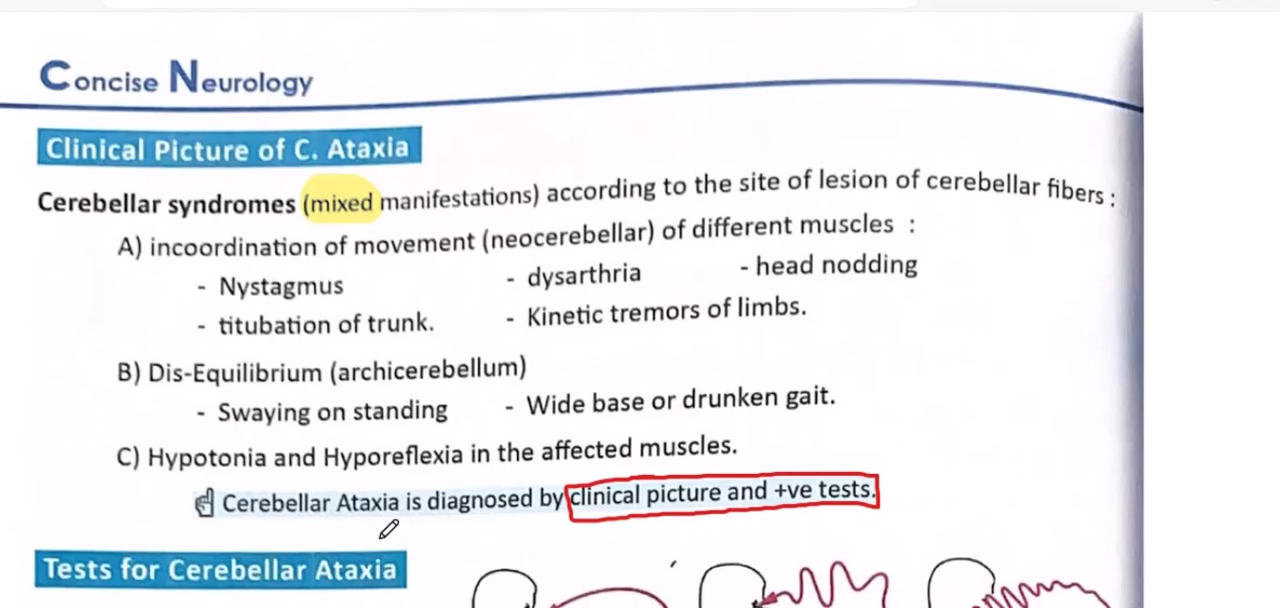 Concise Neurology
Clinical Picture of C. Ataxia
Cerebellar syndromes (mixed manifestations) according to the site of lesion of cerebellar fibers :
A) incoordination of movement (neocerebellar) of different muscles :
- Nystagmus - dysarthria - head nodding
- titubation of trunk. - Kinetic tremors of limbs.
B) Dis-Equilibrium (archicerebellum)
- Swaying on standing - Wide base or drunken gait.
C) Hypotonia and Hyporeflexia in the affected muscles.
Cerebellar Ataxia is diagnosed by clinical picture and +ve tests.
Tests for Cerebellar Ataxia